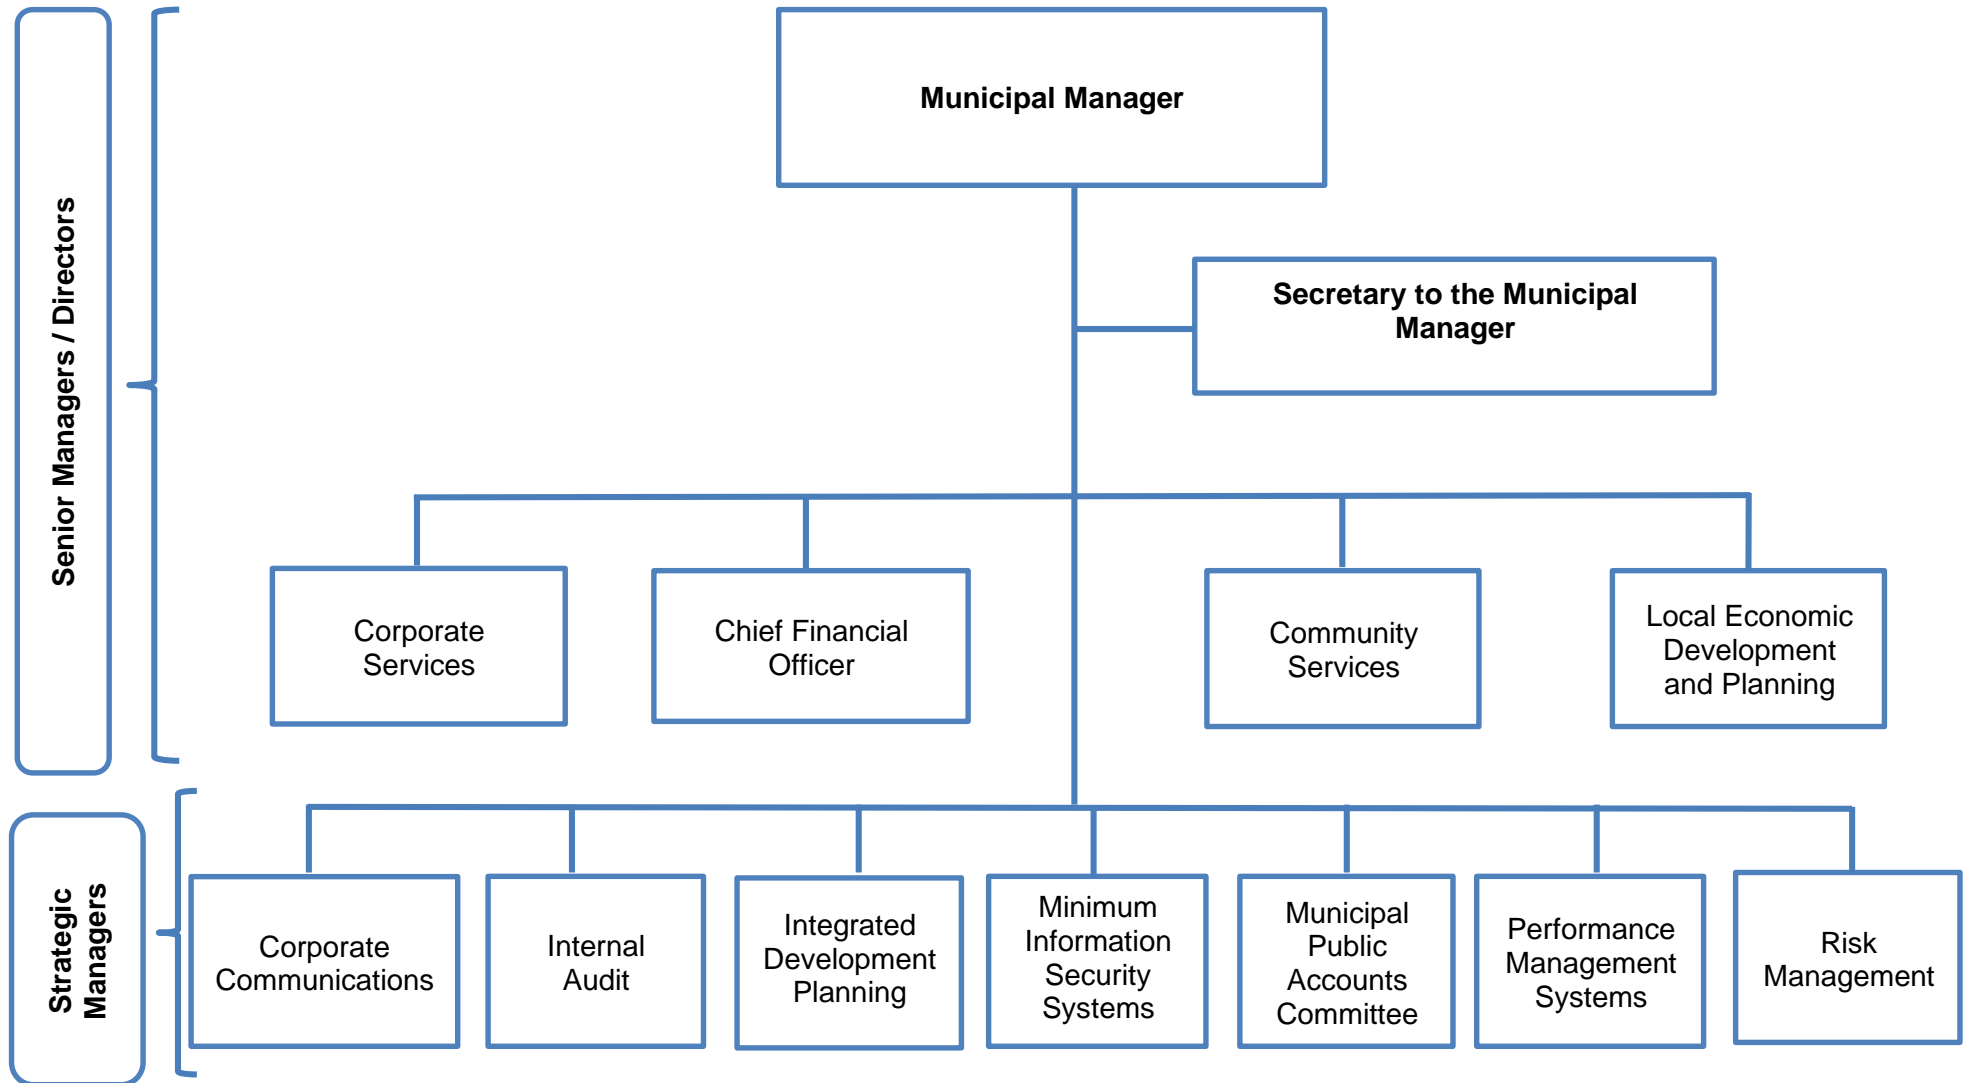 Senior Managers / Directors
Municipal Manager
Secretary to the Municipal
Manager
Corporate
Services
Chief Financial
Officer
Community
Services
Local Economic
Development
and Planning
Strategic
Managers
Corporate
Communications
Internal
Audit
Integrated
Development
Planning
Minimum
Information
Security
Systems
Municipal
Public
Accounts
Committee
Performance
Management
Systems
Risk
Management